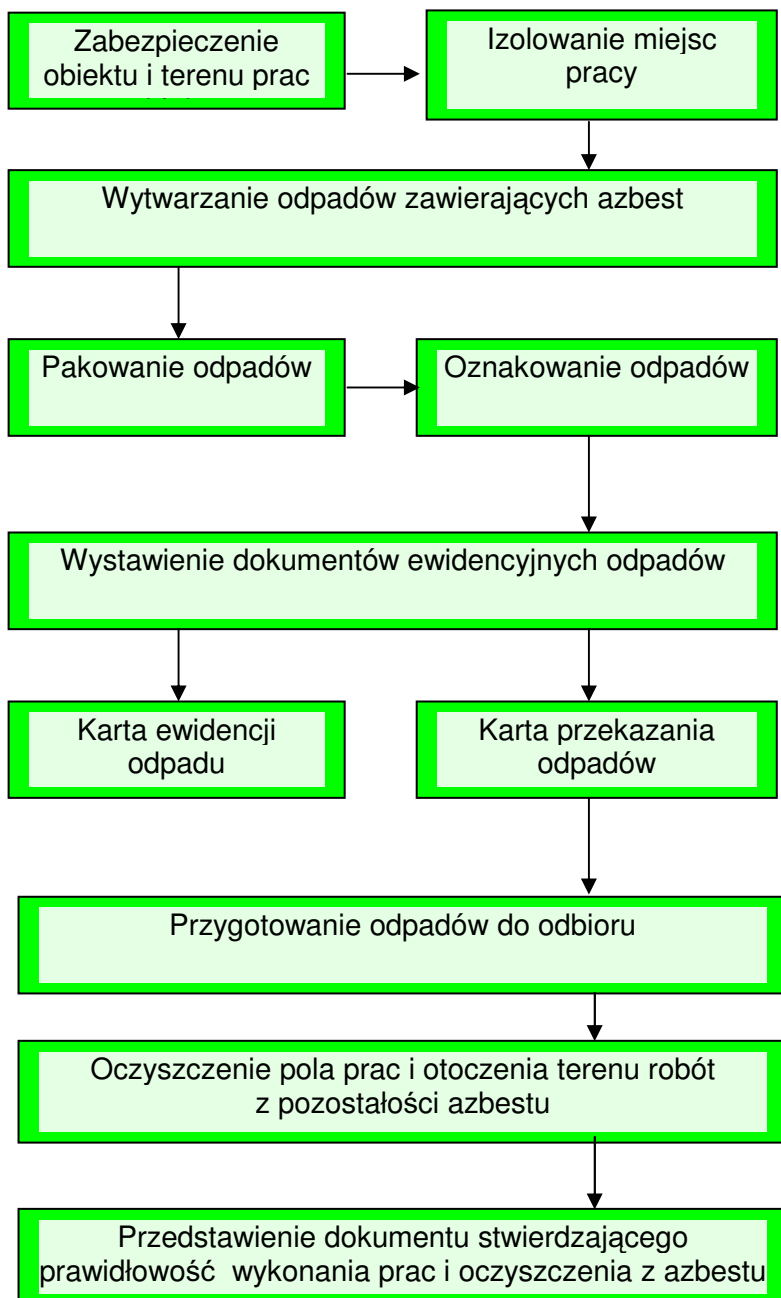 Zabezpieczenie
obiektu i terenu prac
Izolowanie miejsc
pracy
Wytwarzanie odpadów zawierających azbest
Pakowanie odpadów
Oznakowanie odpadów
Wystawienie dokumentów ewidencyjnych odpadów
Karta ewidencji
odpadu
Karta przekazania
odpadów
Przygotowanie odpadów do odbioru
Oczyszczenie pola prac i otoczenia terenu robót
z pozostałości azbestu
Przedstawienie dokumentu stwierdzającego
prawidłowość wykonania prac i oczyszczenia z azbestu